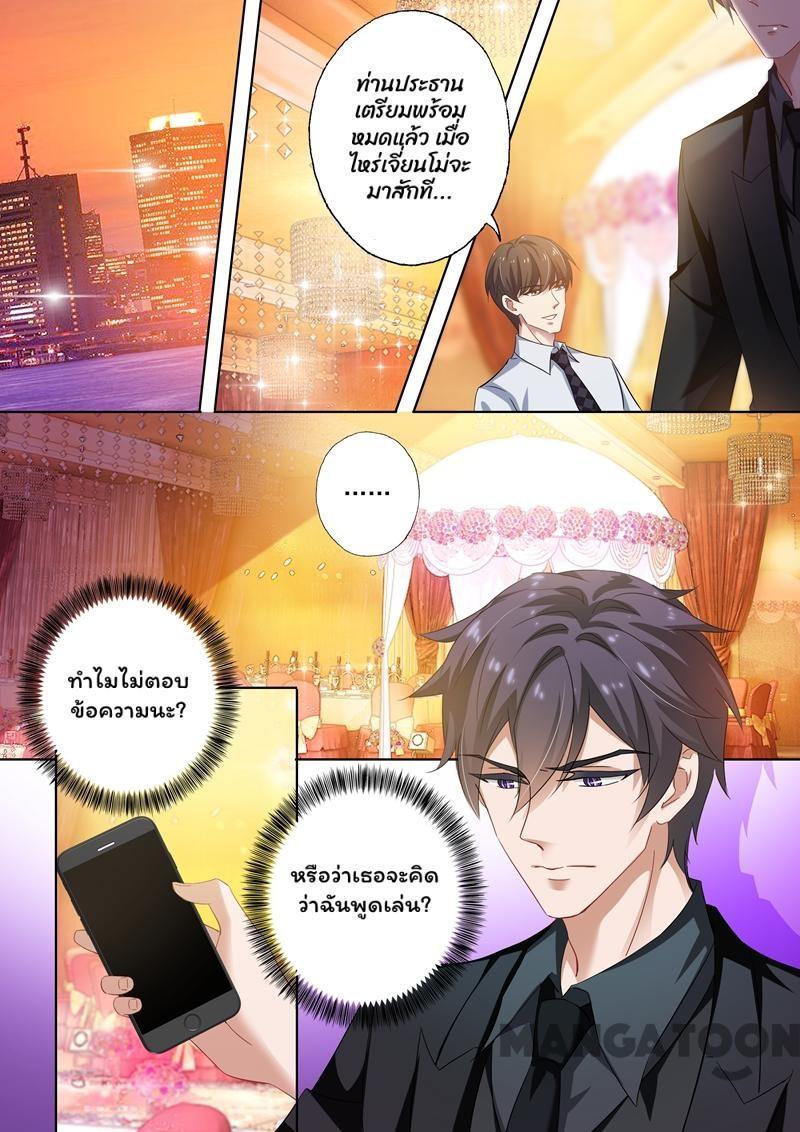 ท่านประธาน
เตรียมพร้อม
หมดแล้ว เมื่อ
ไหร่เจี่ยนโม่จะ
มาสักที...
......
ทำไมไม่ตอบ
ข้อความนะ?
หรือว่าเธอจะคิด
ว่าฉันพูดเล่น?
MANGATOON